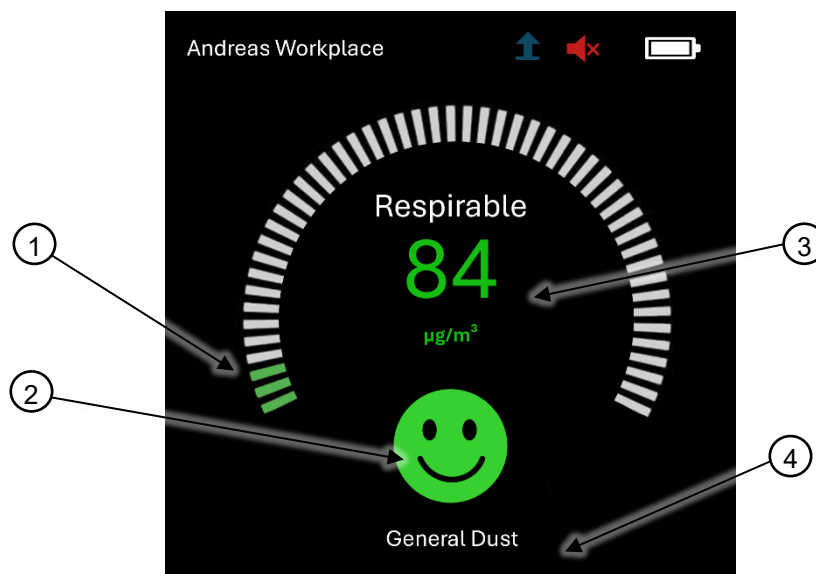 Andreas Workplace
Respirable
1
84
3
μg/m³
2
4
General Dust